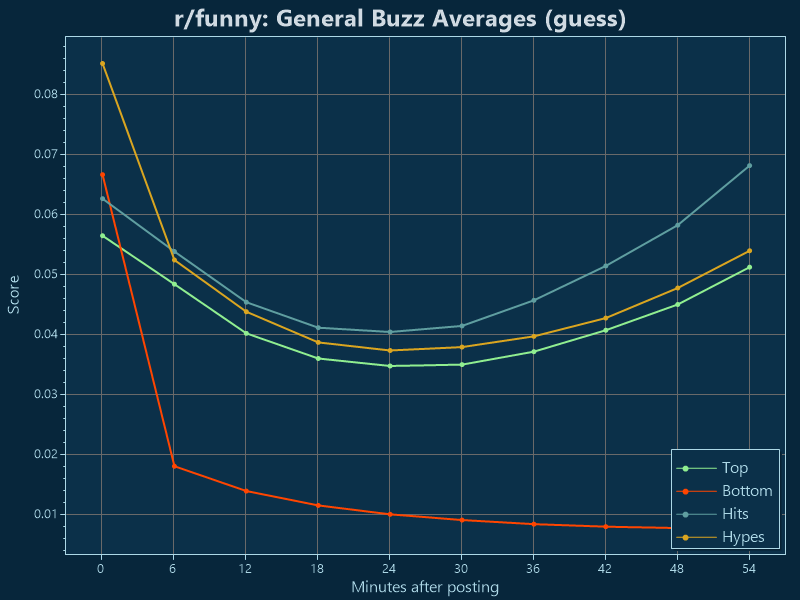 r/funny: General Buzz Averages (guess)
Score
0.08
0.07
0.06
0.05
0.04
0.03
0.02
0.01
Top
Bottom
Hits
Hypes
0 6 12 18 24 30 36 42 48 54
Minutes after posting